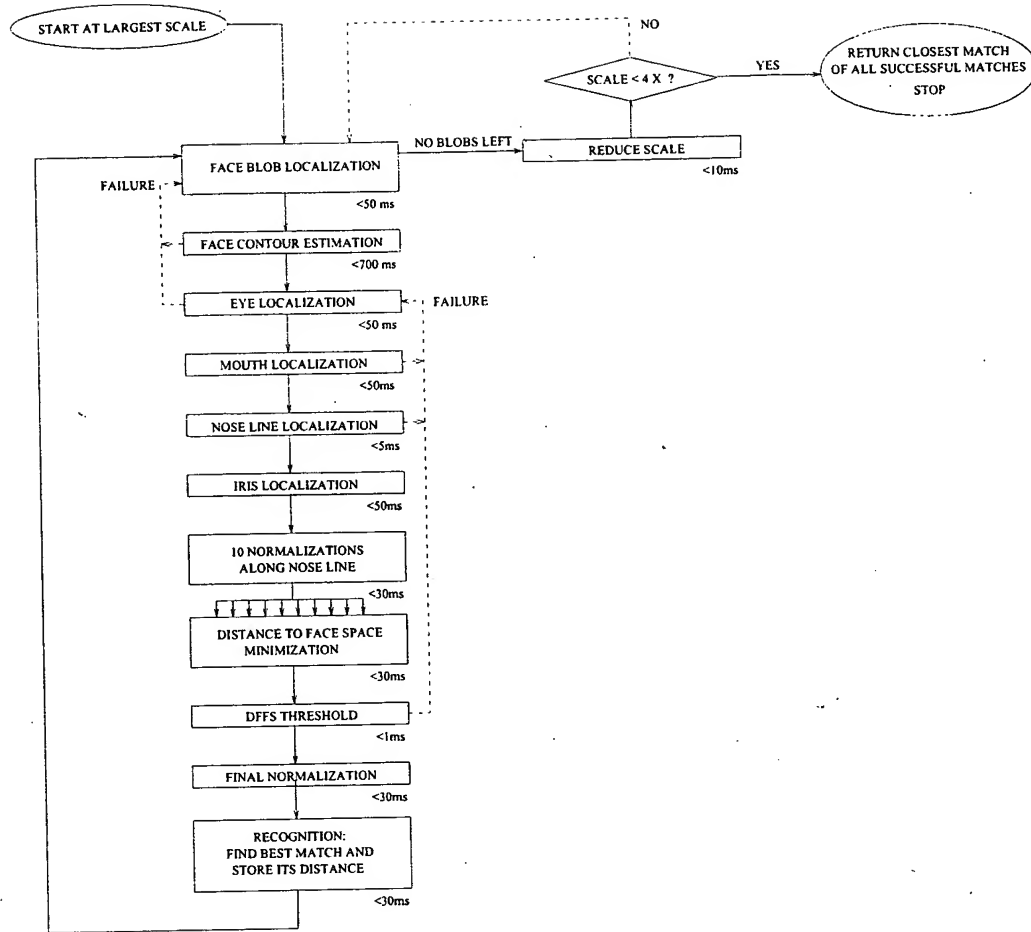 START AT LARGEST SCALE
NO
RETURN CLOSEST MATCH
OF ALL SUCCESSFUL MATCHES
STOP
SCALE < 4 X ?
YES
FACE BLOB LOCALIZATION
NO BLOBS LEFT
REDUCE SCALE
<10ms
FAILURE
<50 ms
FACE CONTOUR ESTIMATION
<700 ms
EYE LOCALIZATION
FAILURE
<50 ms
MOUTH LOCALIZATION
<50ms
NOSE LINE LOCALIZATION
<5ms
IRIS LOCALIZATION
<50ms
10 NORMALIZATIONS
ALONG NOSE LINE
<30ms
DISTANCE TO FACE SPACE
MINIMIZATION
<30ms
DFFS THRESHOLD
<1ms
FINAL NORMALIZATION
<30ms
RECOGNITION:
FIND BEST MATCH AND
STORE ITS DISTANCE
<30ms